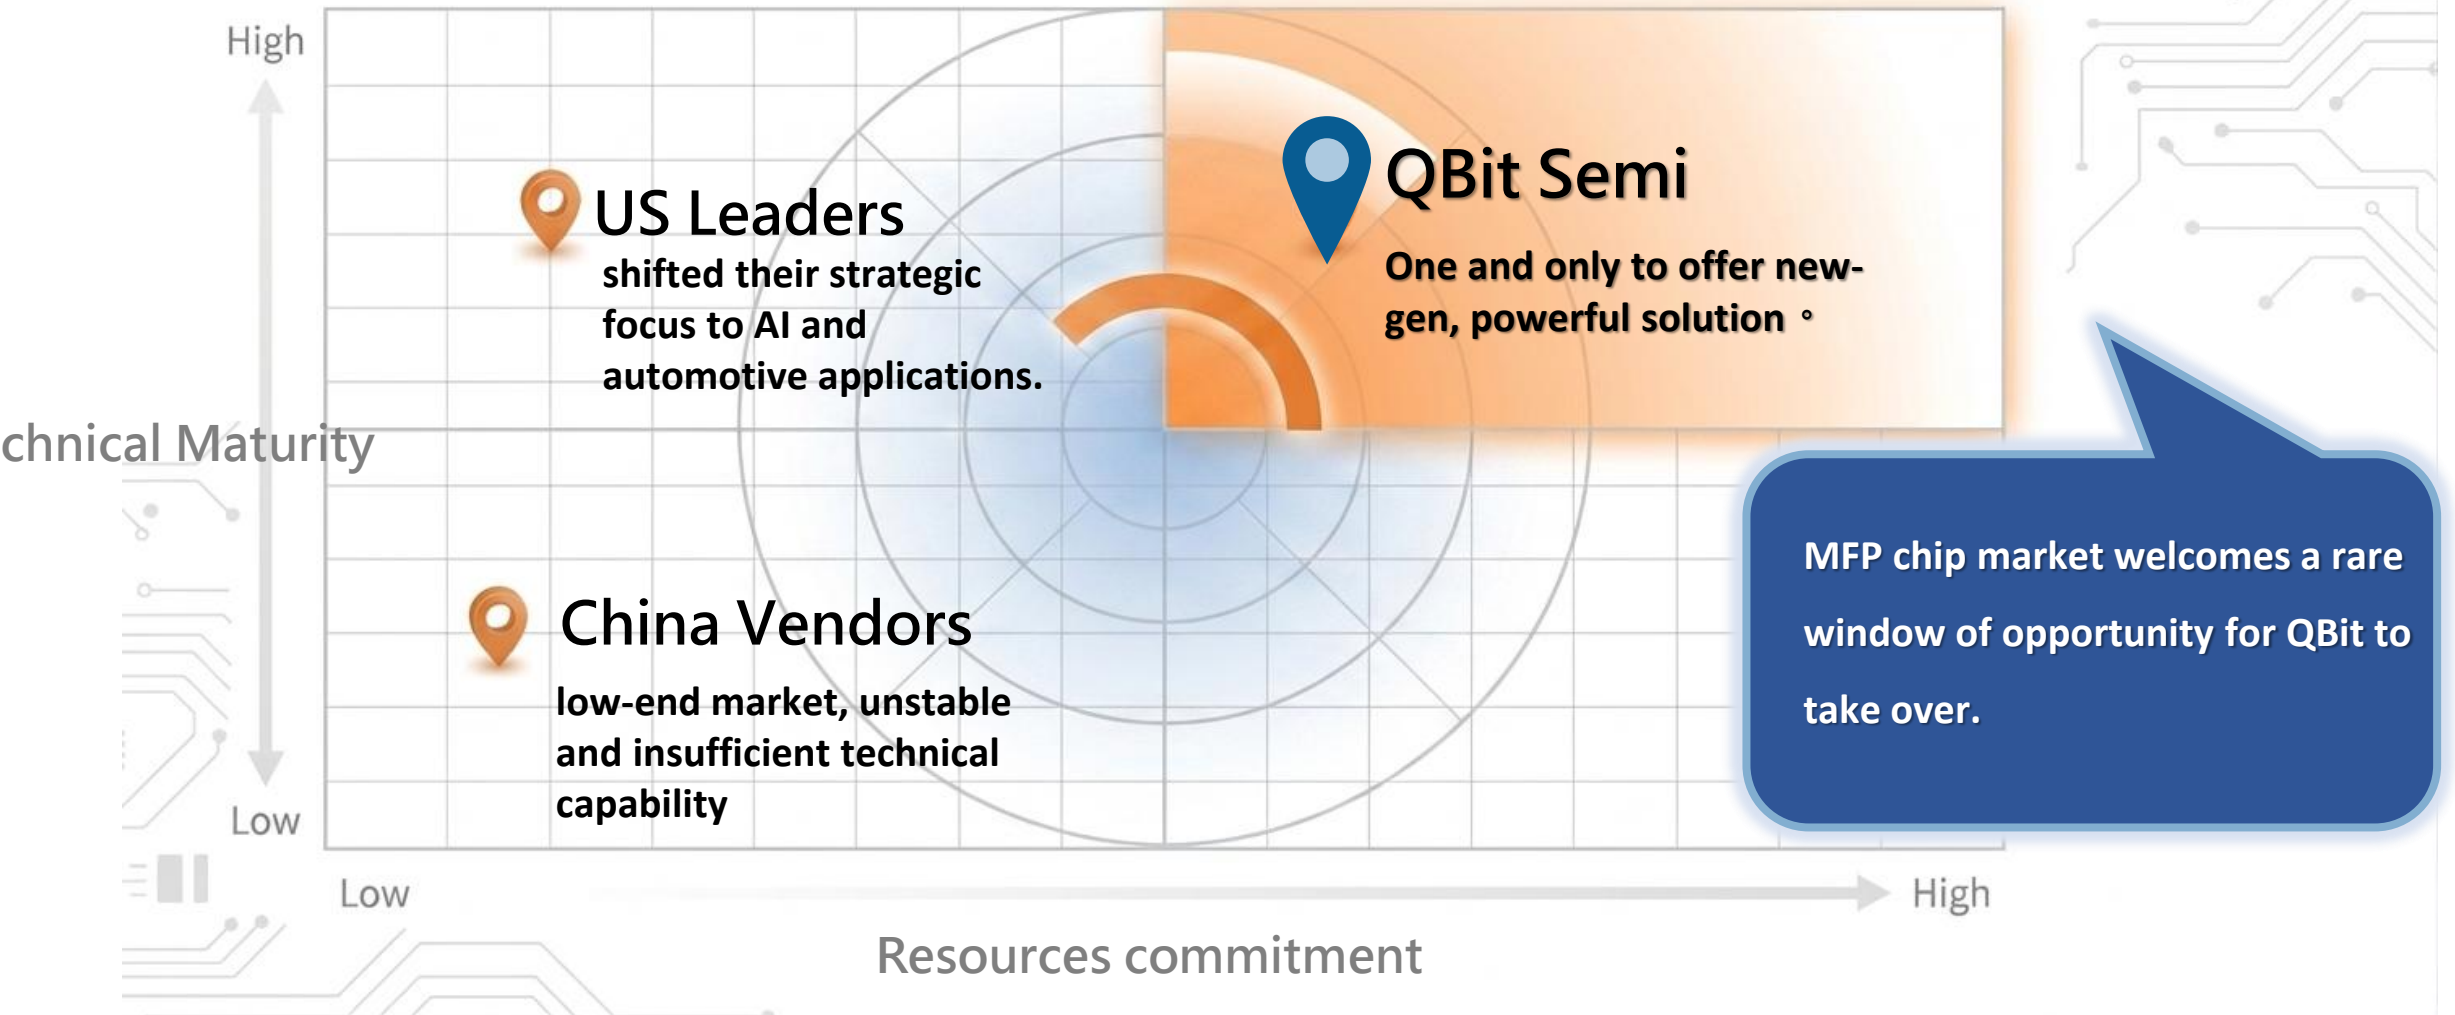 High
QBit Semi
US Leaders
One and only to offer new-
gen, powerful solution。
shifted their strategic
focus to AI and
automotive applications.
chnical Maturity
MFP chip market welcomes a rare
window of opportunity for QBit to
take over.
China Vendors
low-end market, unstable
and insufficient technical
capability
Low
Low
High
Resources commitment